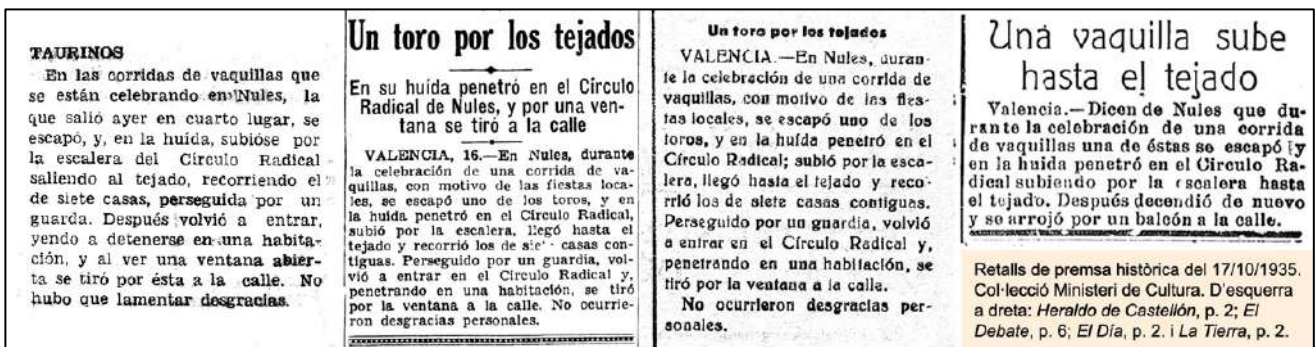 TAURINOS
En las corridas de vaquillas que
se están celebrando en Nules, la
que salió ayer en cuarto lugar, se
escapó, y, en la huída, subióse por
la escalera del Círculo Radical
saliendo al tejado, recorriendo el
de siete casas, perseguida por un
guarda. Después volvió a entrar,
yendo a detenerse en una habita-
ción, y al ver una ventana abier-
ta se tiró por ésta a la calle. No
hubo que lamentar desgracias.
Un toro por los tejados
En su huída penetró en el Círculo
Radical de Nules, y por una ven-
tana se tiró a la calle
VALENCIA, 16.—En Nules, durante
la celebración de una corrida de va-
quillas, con motivo de las fiestas loca-
les, se escapó uno de los toros, y en
la huída penetró en el Círculo Radical,
subió por la escalera, llegó hasta el
tejado y recorrió los de sie casas con-
tiguas. Perseguido por un guardia, vol-
vió a entrar en el Círculo Radical y,
penetrando en una habitación, se tiró
por la ventana a la calle. No ocurrie-
ron desgracias personales.
Un toro por los tejados
VALENCIA.—En Nules, duran-
te la celebración de una corrida de
vaquillas, con motivo de las fies-
tas locales, se escapó uno de los
toros, y en la huída penetró en el
Círculo Radical; subió por la esca-
lera, llegó hasta el tejado y reco-
rrió los de siete casas contiguas.
Perseguido por un guardia, volvió
a entrar en el Círculo Radical y,
penetrando en una habitación, se
tiró por la ventana a la calle.
No ocurrieron desgracias per-
sonales.
Una vaquilla sube
hasta el tejado
Valencia.—Dicen de Nules que du-
rante la celebración de una corrida
de vaquillas una de éstas se escapó y
en la huida penetró en el Circulo Ra-
dical subiendo por la escalera hasta
el tejado. Después decendió de nuevo
y se arrojó por un balcón a la calle.
Retalls de premsa històrica del 17/10/1935.
Col·lecció Ministeri de Cultura. D'esquerra
a dreta: Heraldo de Castellón, p. 2; El
Debate, p. 6; El Día, p. 2. i La Tierra, p. 2.